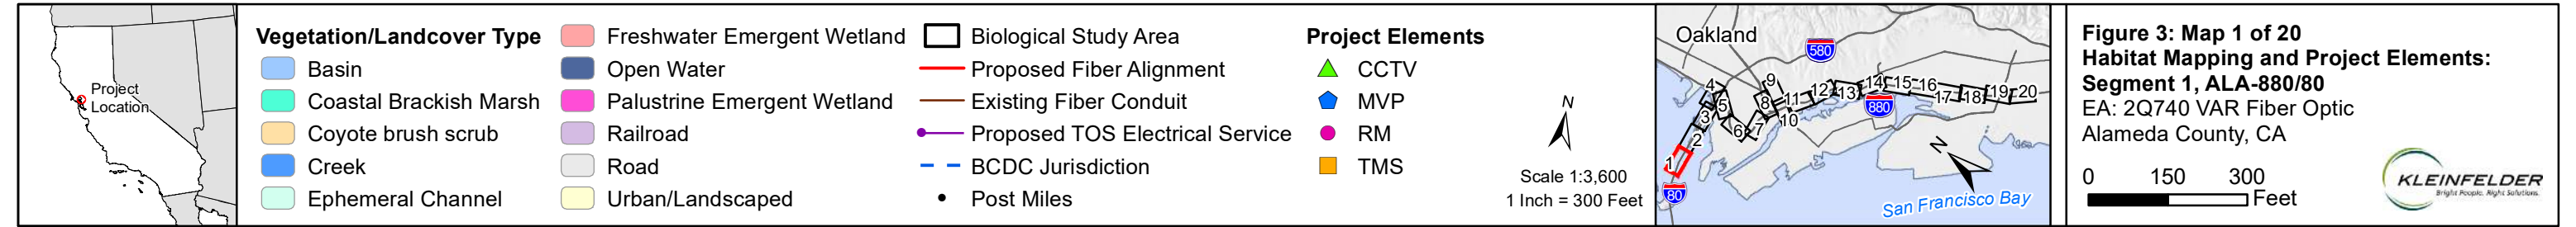 Project
Location
Vegetation/Landcover Type
Basin
Coastal Brackish Marsh
Coyote brush scrub
Creek
Ephemeral Channel
Freshwater Emergent Wetland
Open Water
Palustrine Emergent Wetland
Railroad
Road
Urban/Landscaped
Biological Study Area
Proposed Fiber Alignment
Existing Fiber Conduit
Proposed TOS Electrical Service
BCDC Jurisdiction
Post Miles
Project Elements
CCTV
MVP
RM
TMS
N
Scale 1:3,600
1 Inch = 300 Feet
Oakland
580
880
80
1
2
3
4
5
6
7
8
9
10
11
12
13
14
15
16
17
18
19
20
N
San Francisco Bay
Figure 3: Map 1 of 20
Habitat Mapping and Project Elements:
Segment 1, ALA-880/80
EA: 2Q740 VAR Fiber Optic
Alameda County, CA
0 150 300
Feet
KLEINFELDER
Bright People. Right Solutions.